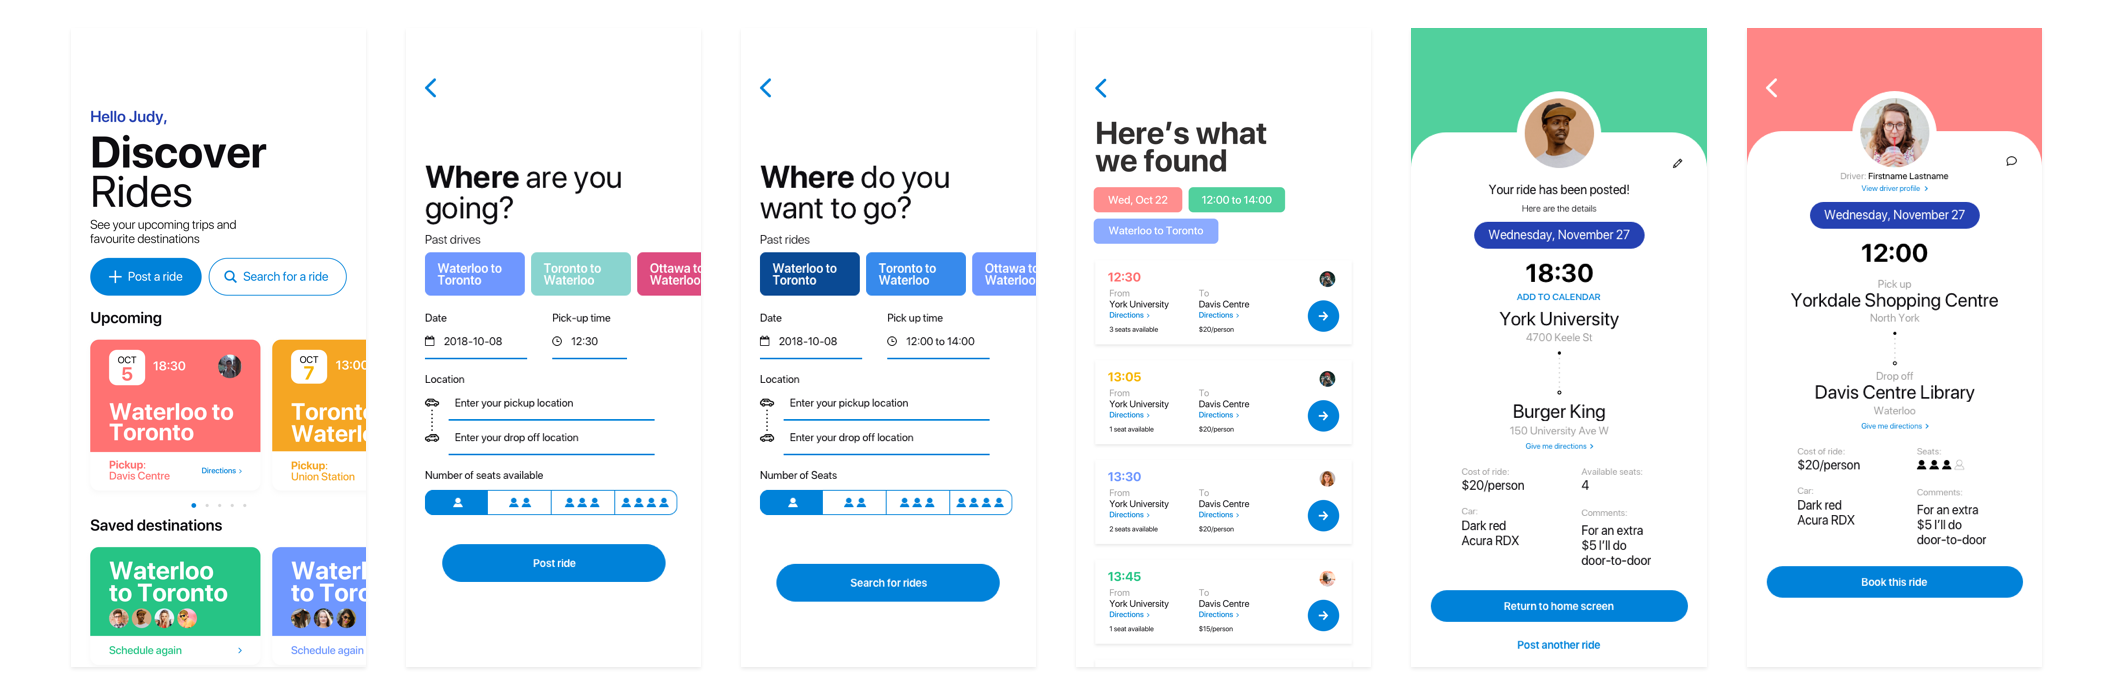 Hello Judy,
Discover
Rides
See your upcoming trips and
favourite destinations
Post a ride
Search for a ride
Upcoming
OCT
5
18:30
Waterloo to
Toronto
Pickup:
Davis Centre
Directions
OCT
7
13:00
Toronto
Waterl
Pickup:
Union Station
Saved destinations
Waterloo
to Toronto
Schedule again
Waterl
to Toro
Schedule again
Where are you
going?
Past drives
Waterloo to
Toronto
Toronto to
Waterloo
Ottawa to
Waterloo
Date
Pick-up time
2018-10-08
12:30
Location
Enter your pickup location
Enter your drop off location
Number of seats available
Post ride
Where do you
want to go?
Past rides
Waterloo to
Toronto
Toronto to
Waterloo
Ottawa to
Waterloo
Date
Pick up time
2018-10-08
12:00 to 14:00
Location
Enter your pickup location
Enter your drop off location
Number of Seats
Search for rides
Here's what
we found
Wed, Oct 22
12:00 to 14:00
Waterloo to Toronto
12:30
From
To
York University
Davis Centre
Directions
Directions
3 seats available
$20/person
13:05
From
To
York University
Davis Centre
Directions
Directions
1 seat available
$20/person
13:30
From
To
York University
Davis Centre
Directions
Directions
2 seats available
$20/person
13:45
From
To
York University
Davis Centre
Directions
Directions
1 seat available
$15/person
Your ride has been posted!
Here are the details
Wednesday, November 27
18:30
ADD TO CALENDAR
York University
4700 Keele St
Burger King
150 University Ave W
Give me directions
Cost of ride:
$20/person
Available seats:
4
Car:
Dark red
Acura RDX
Comments:
For an extra
$5 I'll do
door-to-door
Return to home screen
Post another ride
Driver: Firstname Lastname
View driver profile
Wednesday, November 27
12:00
Pick up
Yorkdale Shopping Centre
North York
Drop off
Davis Centre Library
Waterloo
Give me directions
Cost of ride:
$20/person
Seats:
Car:
Dark red
Acura RDX
Comments:
For an extra
$5 I'll do
door-to-door
Book this ride